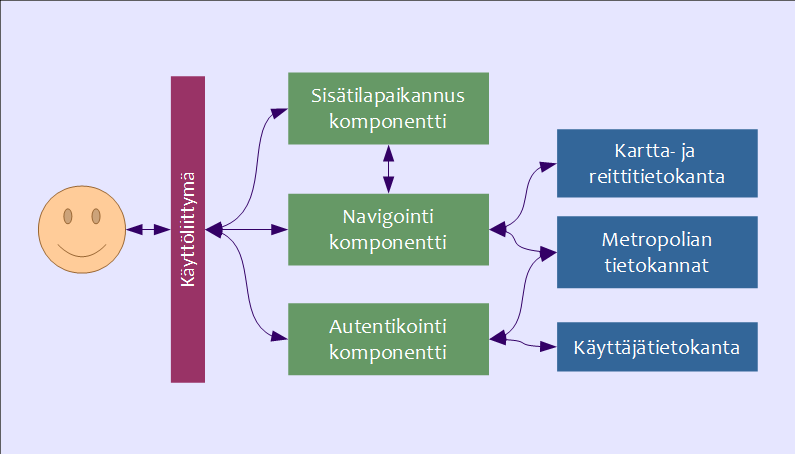 Käyttöliittymä
Sisätilapaikannus
komponentti
Navigointi
komponentti
Autentikointi
komponentti
Kartta- ja
reittitietokanta
Metropolian
tietokannat
Käyttäjätietokanta